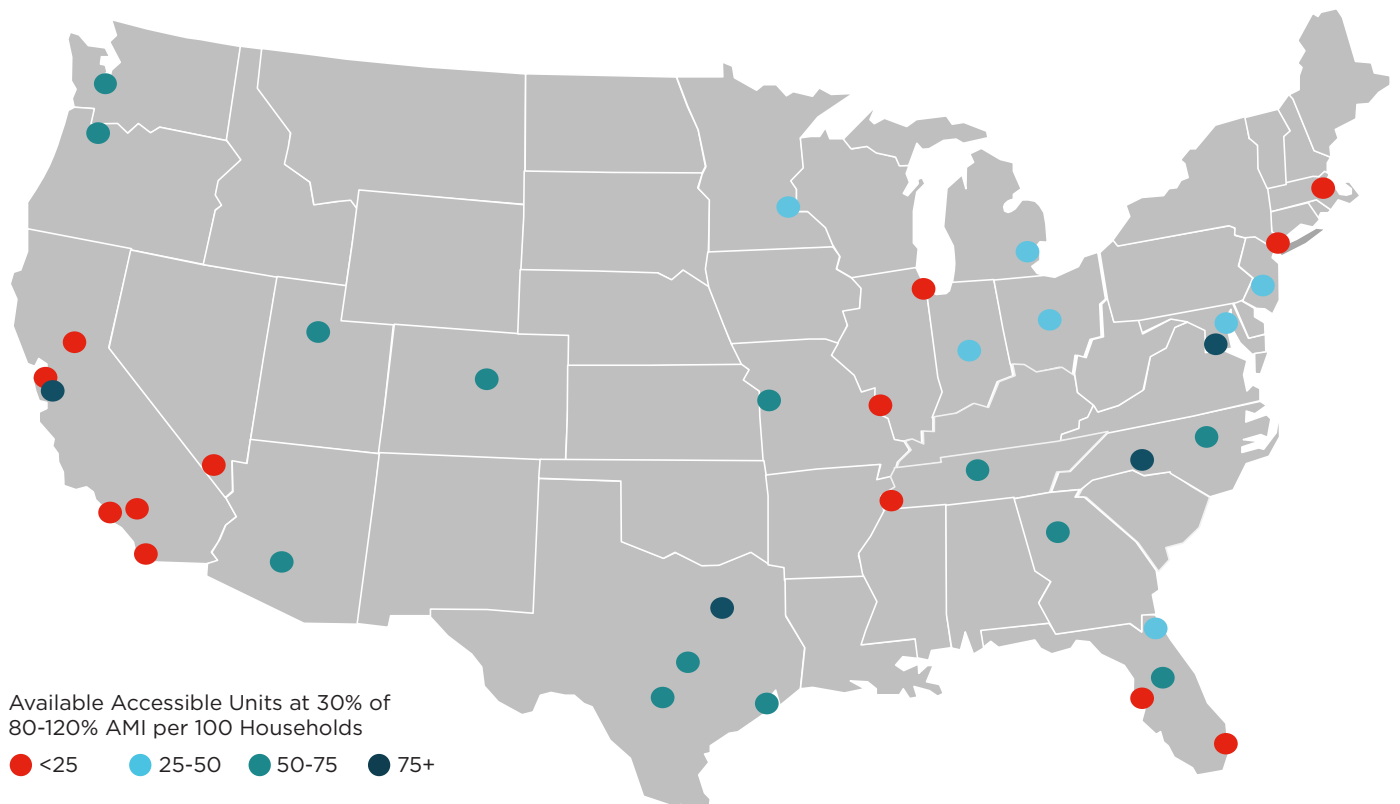 Available Accessible Units at 30% of
80-120% AMI per 100 Households
<25 25-50 50-75 75+